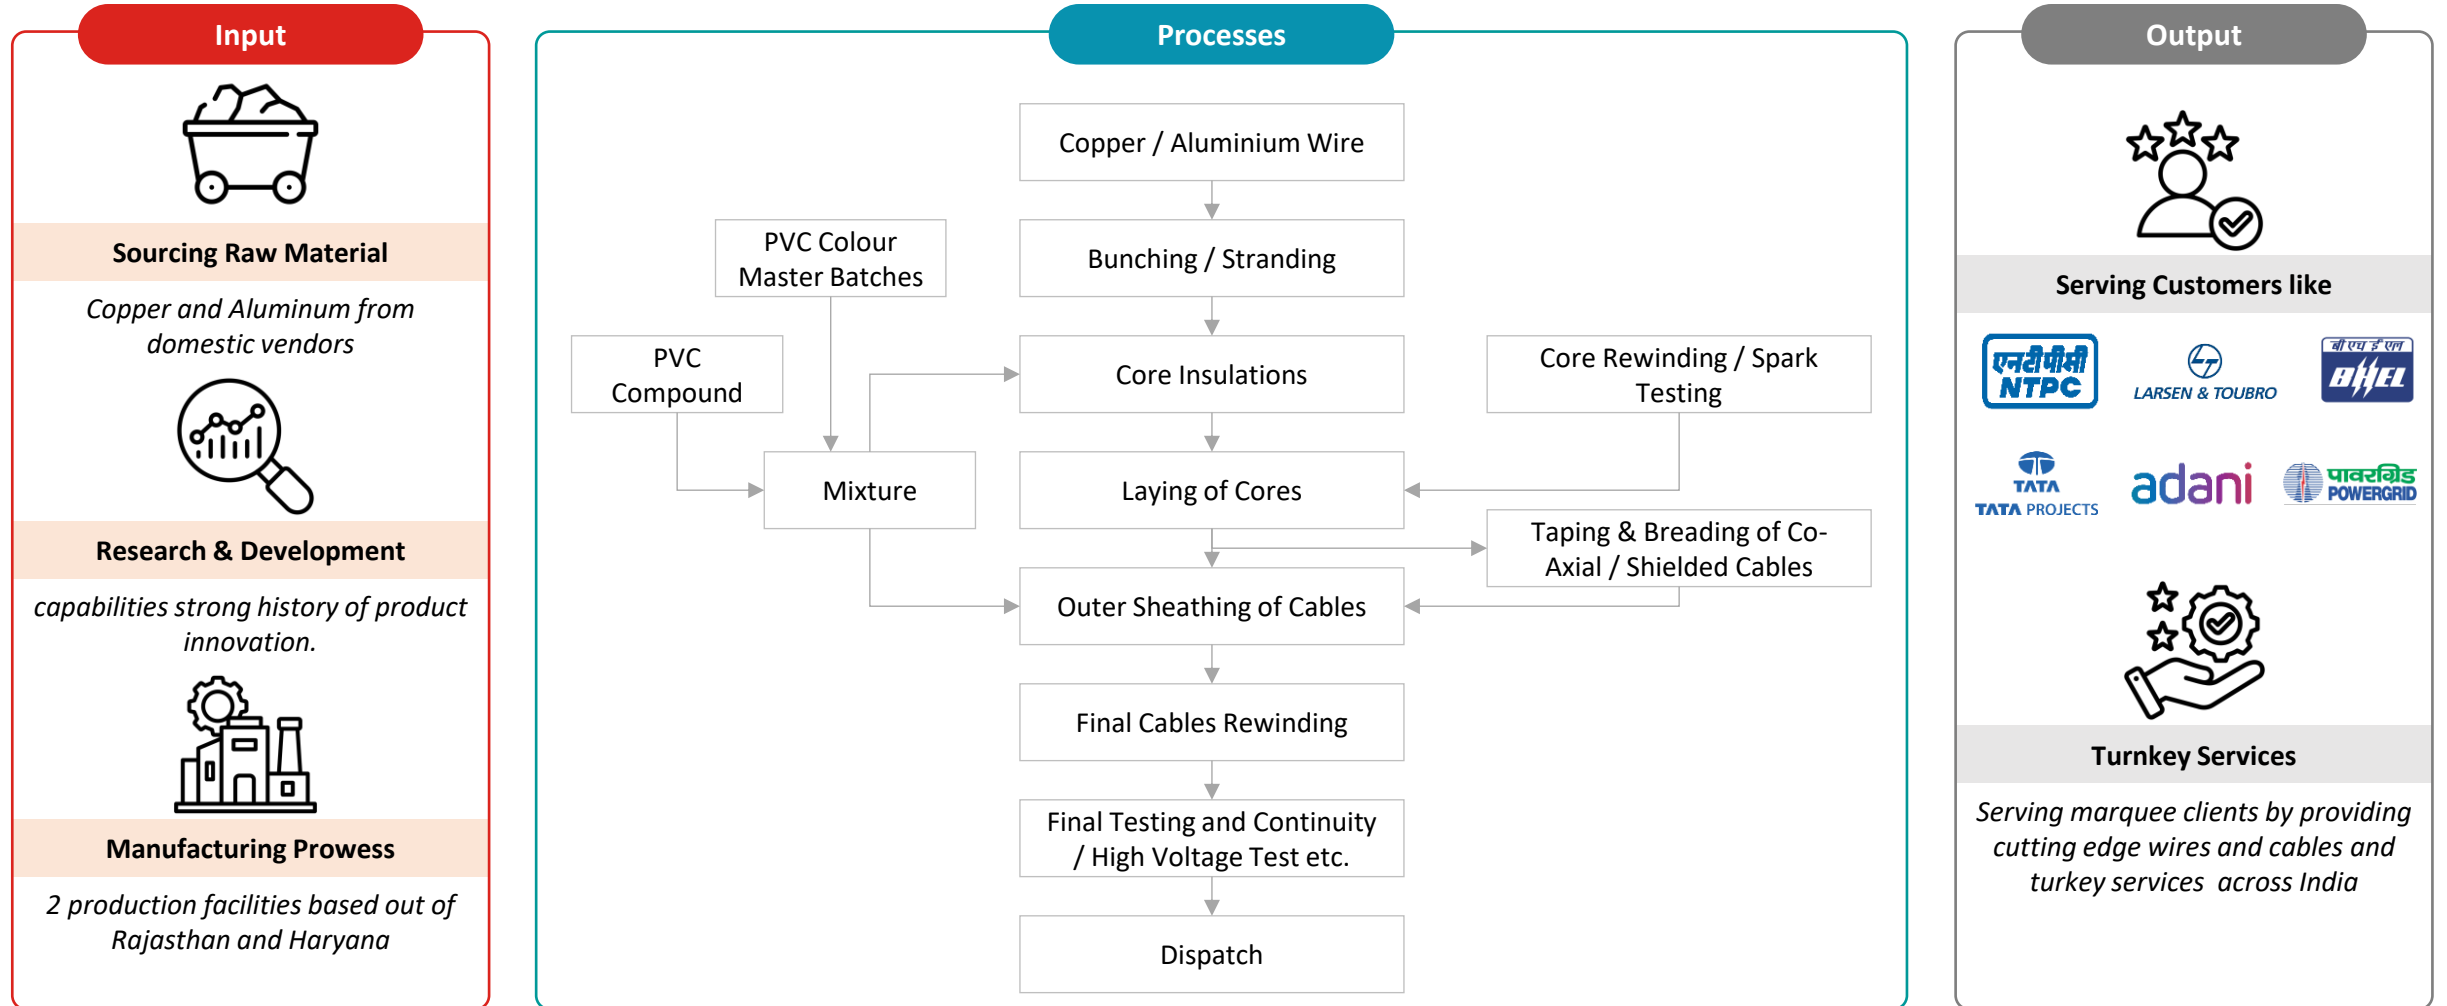 Input
Sourcing Raw Material
Copper and Aluminum from
domestic vendors
Research & Development
capabilities strong history of product
innovation.
Manufacturing Prowess
2 production facilities based out of
Rajasthan and Haryana
Processes
Copper / Aluminium Wire
PVC Colour
Master Batches
Bunching / Stranding
PVC
Compound
Core Insulations
Core Rewinding / Spark
Testing
Mixture
Laying of Cores
Taping & Breading of Co-
Axial / Shielded Cables
Outer Sheathing of Cables
Final Cables Rewinding
Final Testing and Continuity
/ High Voltage Test etc.
Dispatch
Output
Serving Customers like
एनटीपीसी
NTPC
LARSEN & TOUBRO
बी एच ई एल
BHEL
TATA
TATA PROJECTS
adani
पावरग्रिड
POWERGRID
Turnkey Services
Serving marquee clients by providing
cutting edge wires and cables and
turkey services across India